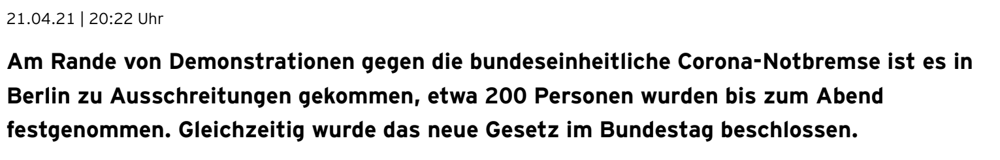 21.04.21 | 20:22 Uhr
Am Rande von Demonstrationen gegen die bundeseinheitliche Corona-Notbremse ist es in
Berlin zu Ausschreitungen gekommen, etwa 200 Personen wurden bis zum Abend
festgenommen. Gleichzeitig wurde das neue Gesetz im Bundestag beschlossen.